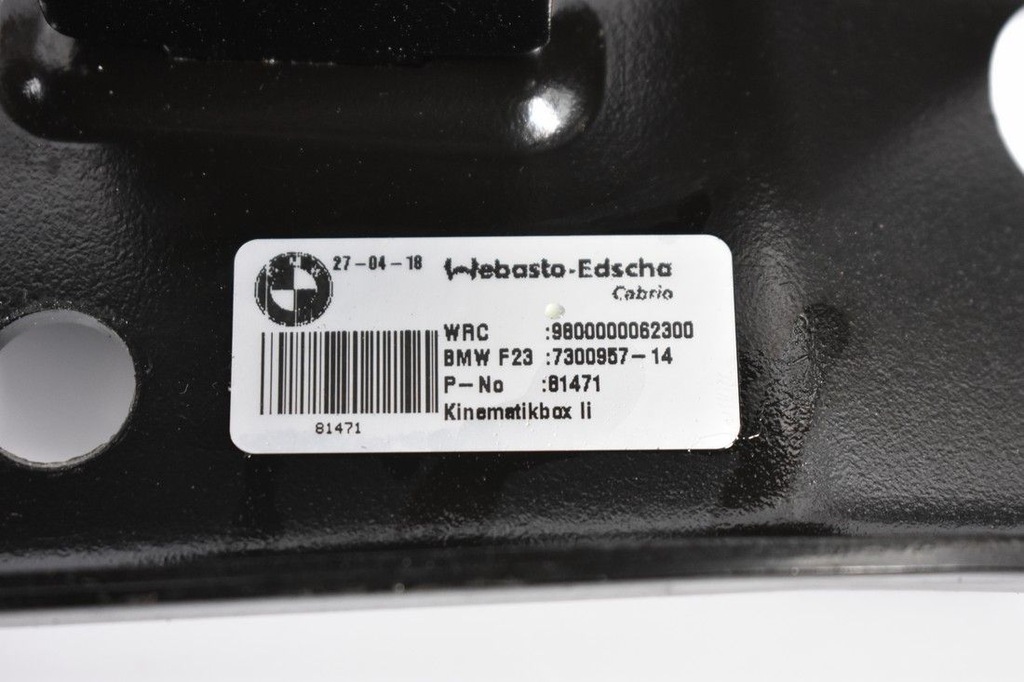 27-04-18 Webasto-Edscha
Cabrio
WRC :9800000062300
BMW F23 :7300957-14
P-No :81471
Kinematikbox li
81471